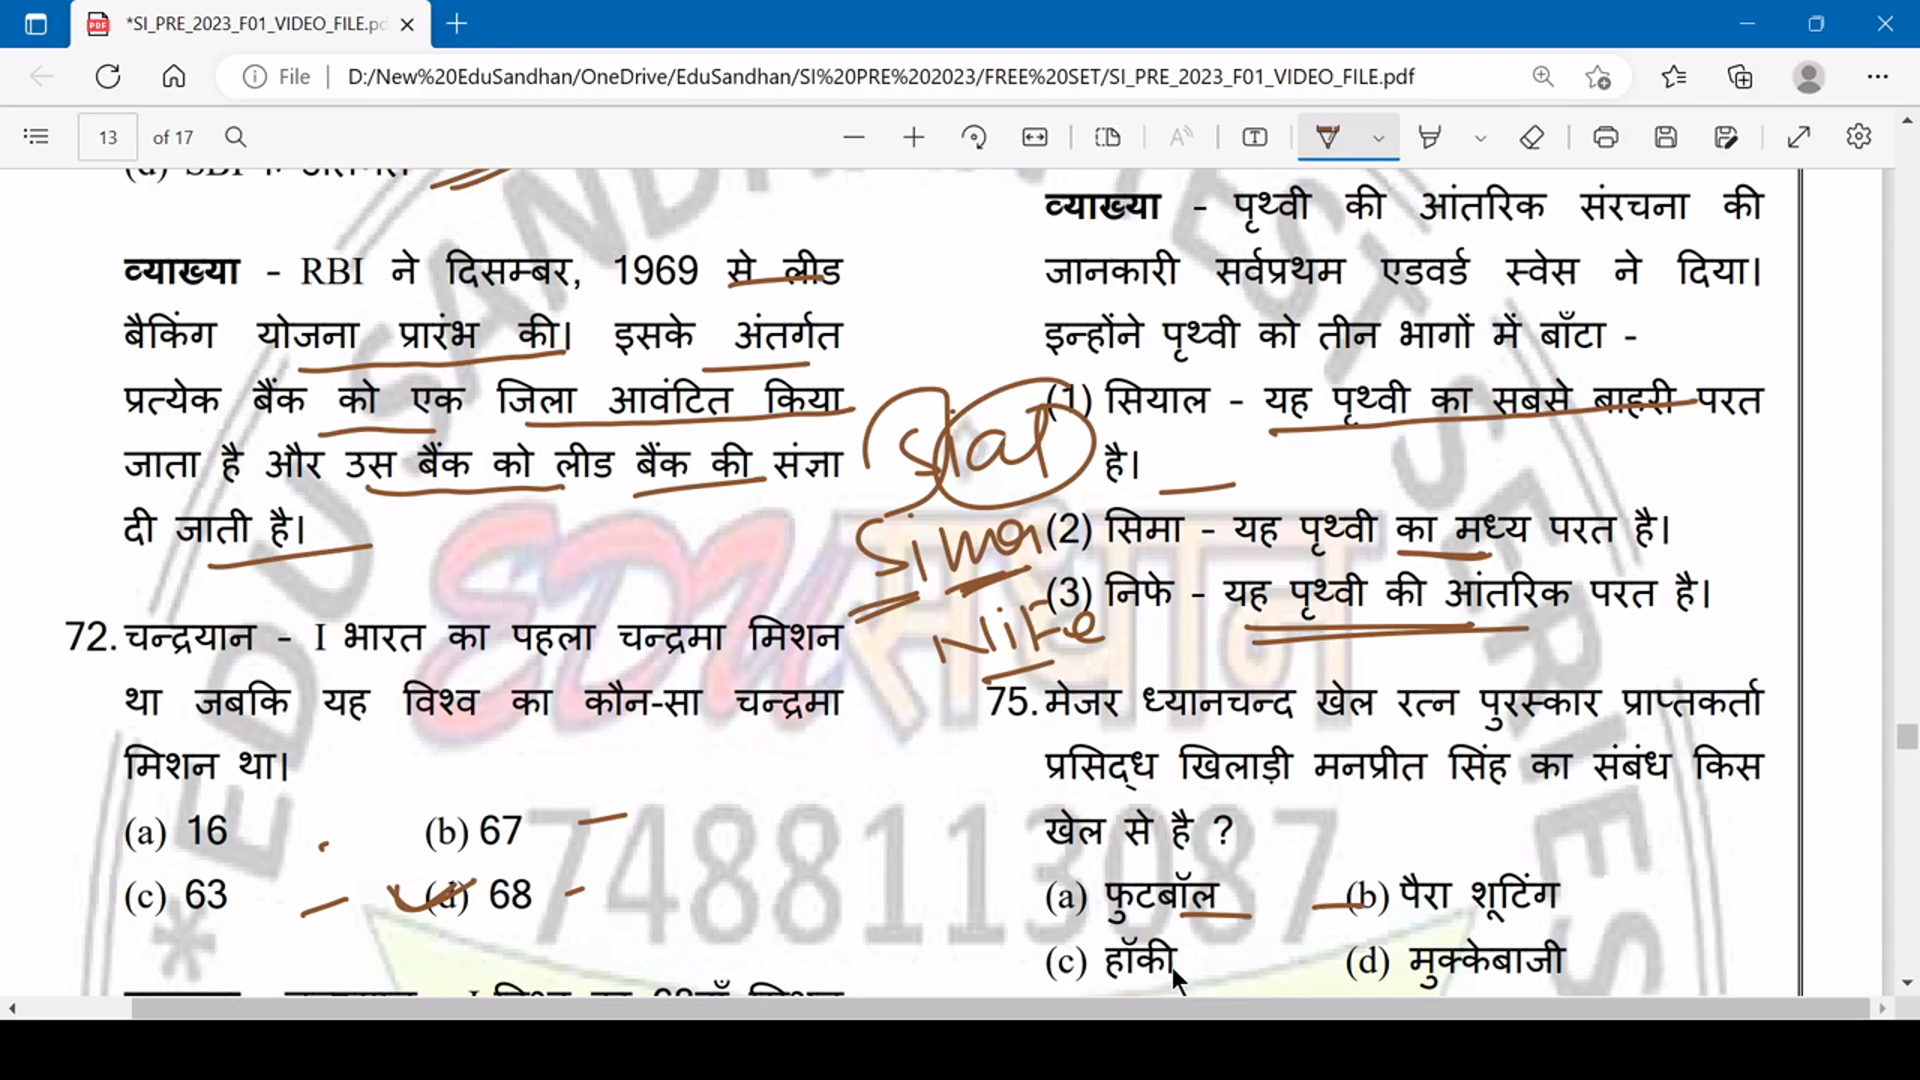 *SI_PRE_2023_F01_VIDEO_FILE.pd
File
D:/New%20EduSandhan/OneDrive/EduSandhan/SI%20PRE%202023/FREE%20SET/SI_PRE_2023_F01_VIDEO_FILE.pdf
13 of 17
व्याख्या - RBI ने दिसम्बर, 1969 से लीड
बैकिंग योजना प्रारंभ की। इसके अंतर्गत
प्रत्येक बैंक को एक जिला आवंटित किया
जाता है और उस बैंक को लीड बैंक की संज्ञा
दी जाती है।
72. चन्द्रयान - I भारत का पहला चन्द्रमा मिशन
था जबकि यह विश्व का कौन-सा चन्द्रमा
मिशन था।
(a) 16 (b) 67
(c) 63 (d) 68
व्याख्या - पृथ्वी की आंतरिक संरचना की
जानकारी सर्वप्रथम एडवर्ड स्वेस ने दिया।
इन्होंने पृथ्वी को तीन भागों में बाँटा -
(1) सियाल - यह पृथ्वी का सबसे बाहरी परत
है।
(2) सिमा - यह पृथ्वी का मध्य परत है।
(3) निफे - यह पृथ्वी की आंतरिक परत है।
Sial
Sima
NiFe
75. मेजर ध्यानचन्द खेल रत्न पुरस्कार प्राप्तकर्ता
प्रसिद्ध खिलाड़ी मनप्रीत सिंह का संबंध किस
खेल से है ?
(a) फुटबॉल (b) पैरा शूटिंग
(c) हॉकी (d) मुक्केबाजी
EDUसंधान
7488113087